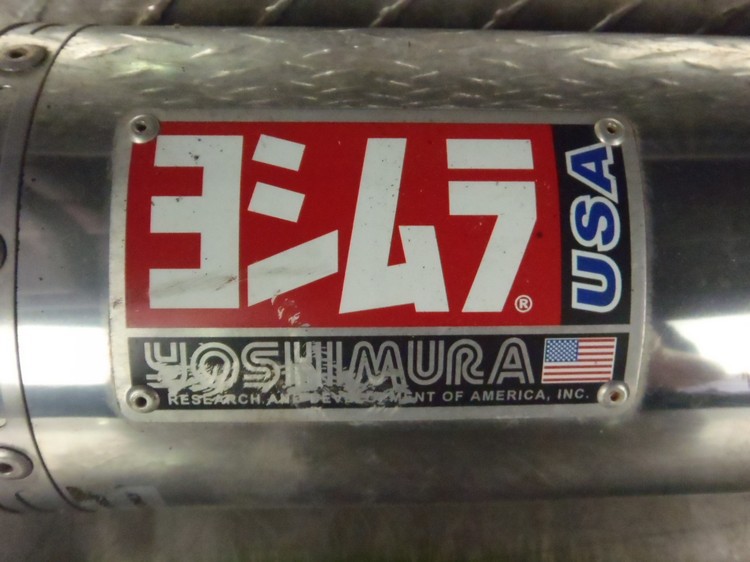 ヨシムラ®
USA
YOSHIMURA
RESEARCH AND DEVELOPMENT OF AMERICA, INC.